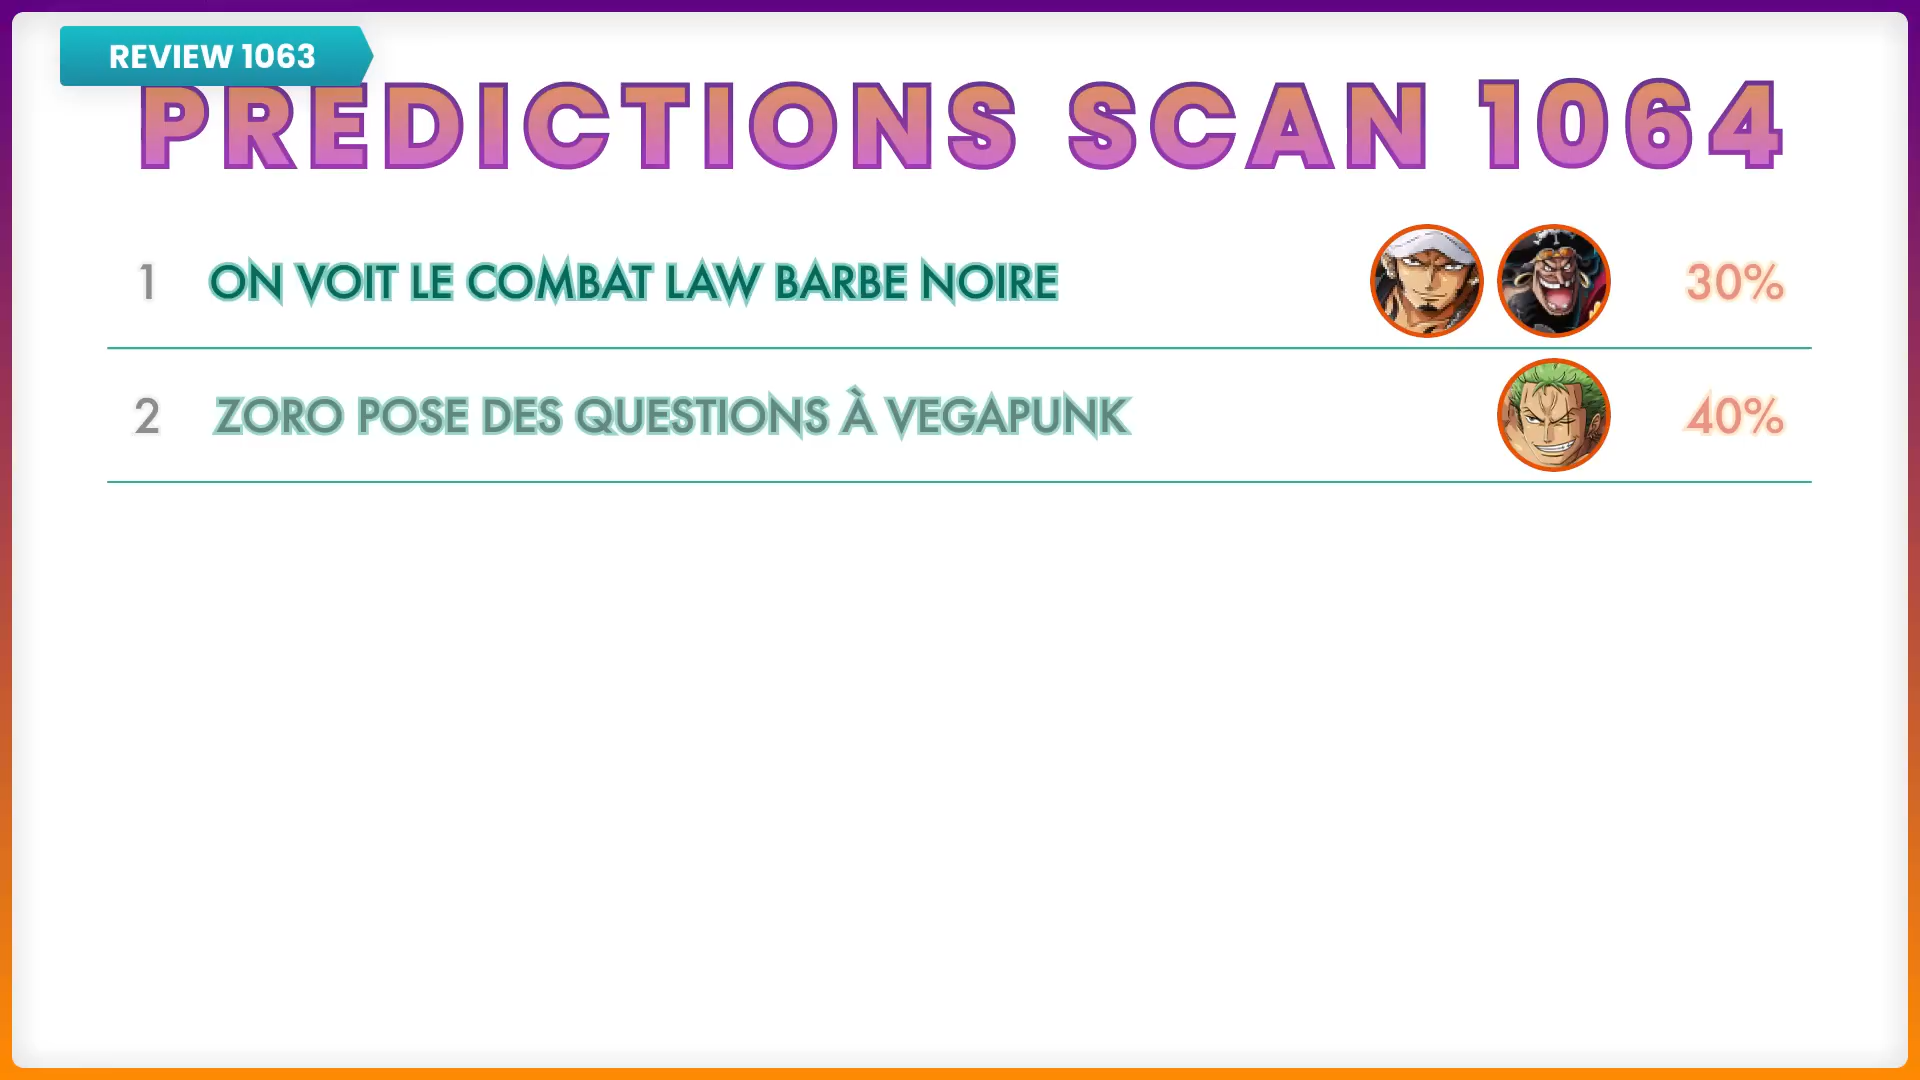 REVIEW 1063
PREDICTIONS SCAN 1064
1 ON VOIT LE COMBAT LAW BARBE NOIRE 30%
2 ZORO POSE DES QUESTIONS À VEGAPUNK 40%